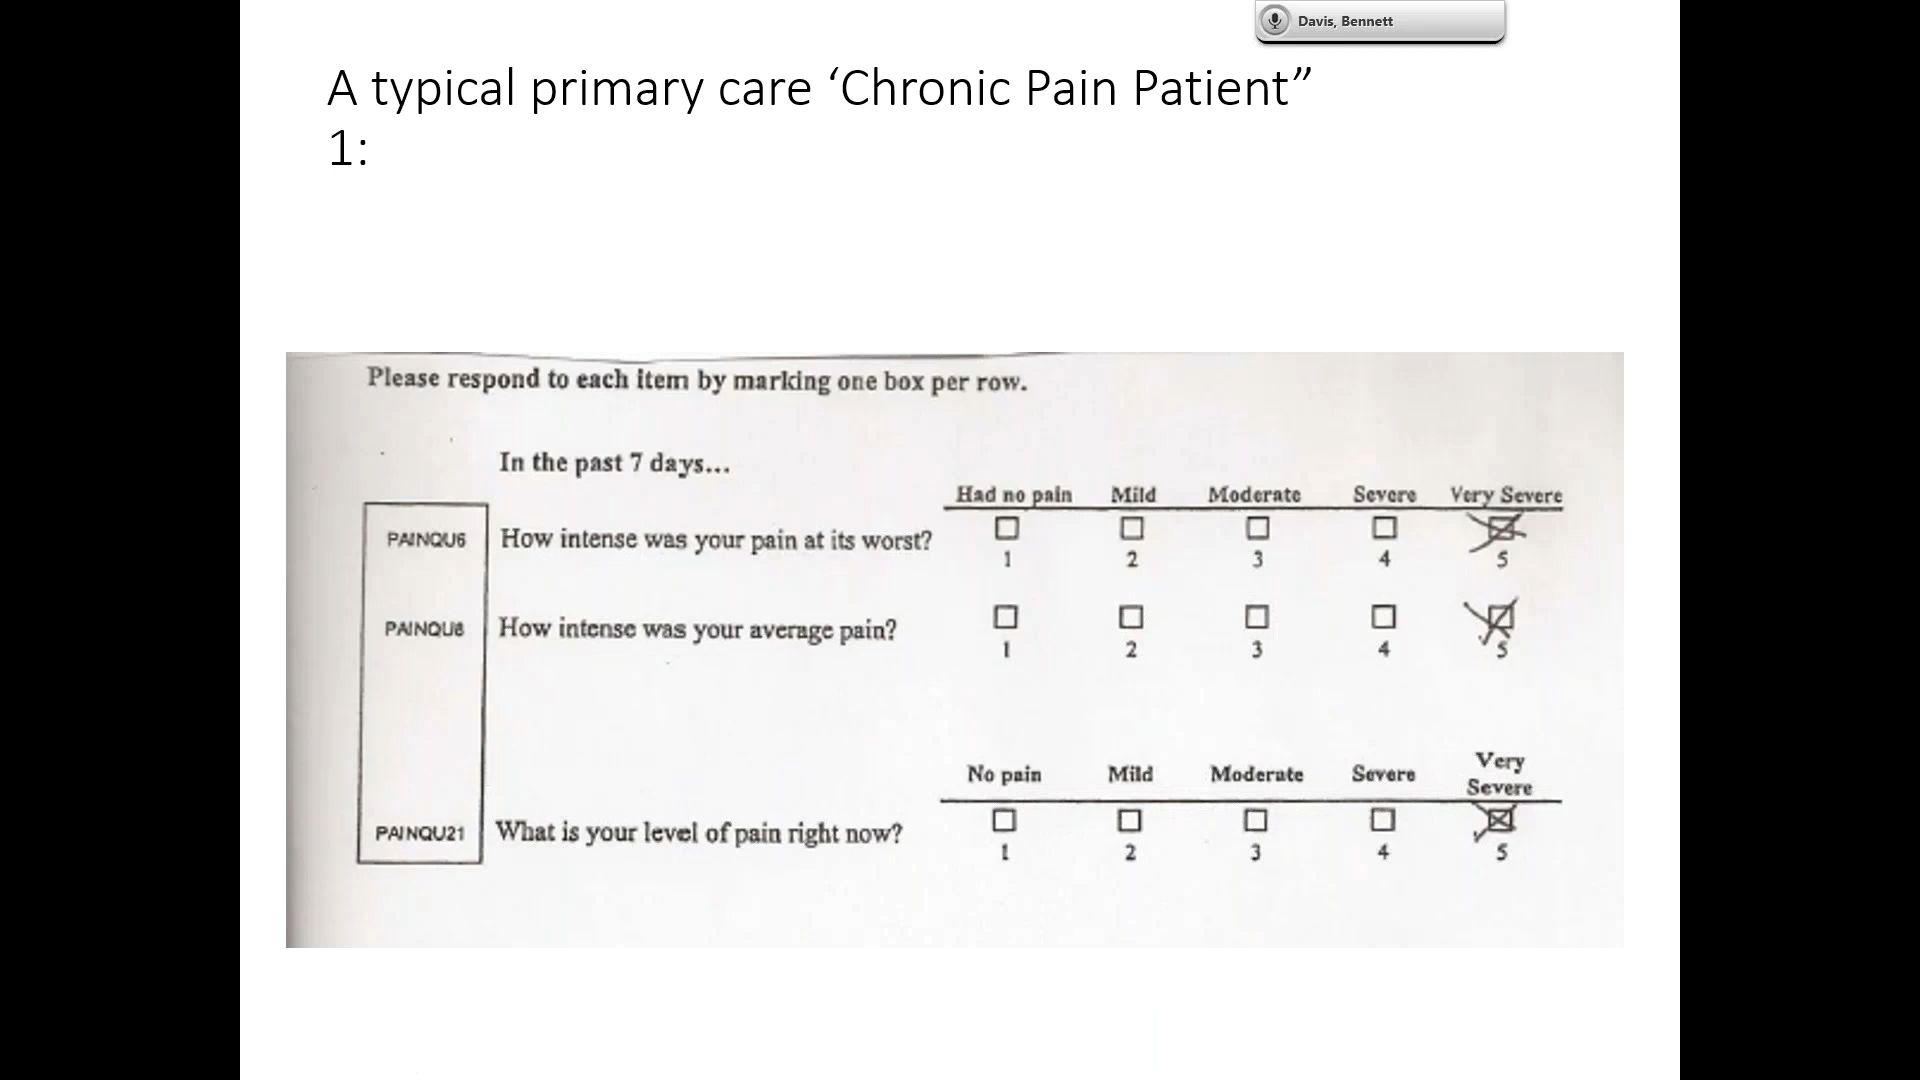 Davis, Bennett
A typical primary care ‘Chronic Pain Patient”
1:
Please respond to each item by marking one box per row.
In the past 7 days...
Had no pain Mild Moderate Severe Very Severe
PAINQU6 How intense was your pain at its worst?
1 2 3 4 5
PAINQU8 How intense was your average pain?
1 2 3 4 5
No pain Mild Moderate Severe Very
Severe
PAINQU21 What is your level of pain right now?
1 2 3 4 5